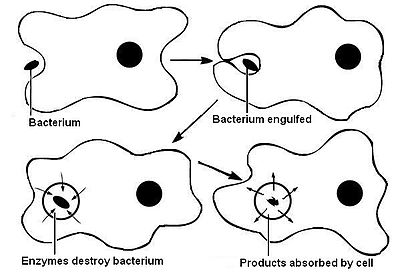 Bacterium
Bacterium engulfed
Enzymes destroy bacterium
Products absorbed by cell